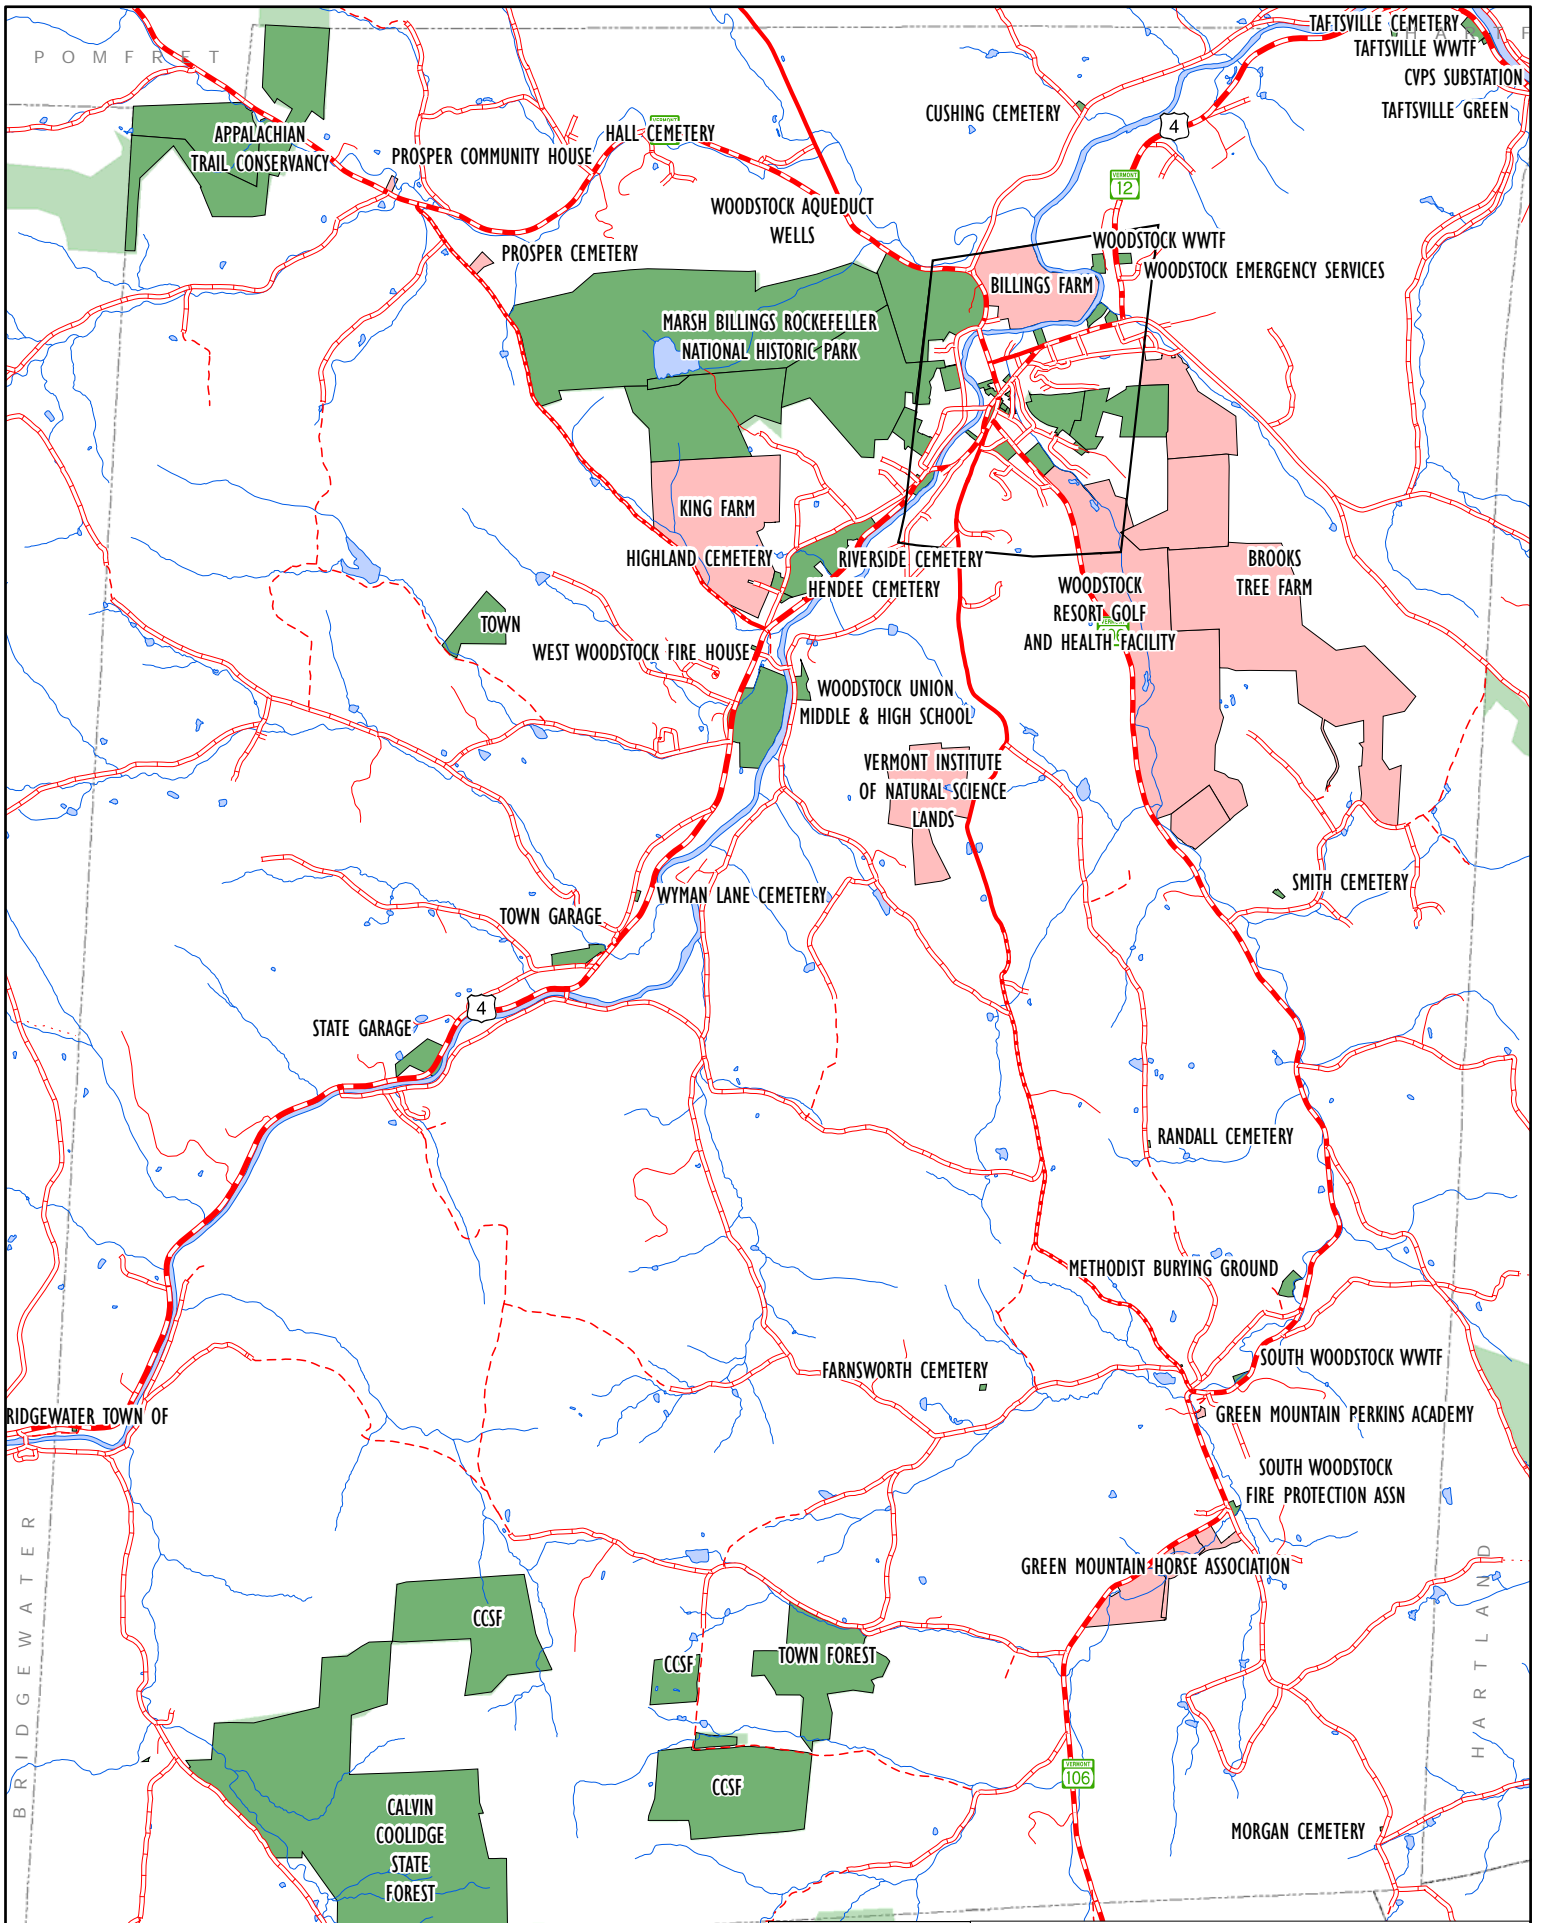 TAFTSVILLE CEMETERY
POMFRET
TAFTSVILLE WWTF
CVPS SUBSTATION
TAFTSVILLE GREEN
CUSHING CEMETERY
4
APPALACHIAN
TRAIL CONSERVANCY
HALL CEMETERY
VERMONT
PROSPER COMMUNITY HOUSE
VERMONT
12
WOODSTOCK AQUEDUCT
WELLS
PROSPER CEMETERY
WOODSTOCK WWTF
WOODSTOCK EMERGENCY SERVICES
BILLINGS FARM
MARSH BILLINGS ROCKEFELLER
NATIONAL HISTORIC PARK
KING FARM
HIGHLAND CEMETERY
RIVERSIDE CEMETERY
HENDEE CEMETERY
BROOKS
TREE FARM
WOODSTOCK
RESORT GOLF
AND HEALTH FACILITY
TOWN
WEST WOODSTOCK FIRE HOUSE
WOODSTOCK UNION
MIDDLE & HIGH SCHOOL
VERMONT INSTITUTE
OF NATURAL SCIENCE
LANDS
SMITH CEMETERY
WYMAN LANE CEMETERY
TOWN GARAGE
4
STATE GARAGE
RANDALL CEMETERY
METHODIST BURYING GROUND
FARNSWORTH CEMETERY
SOUTH WOODSTOCK WWTF
RIDGEWATER TOWN OF
GREEN MOUNTAIN PERKINS ACADEMY
SOUTH WOODSTOCK
FIRE PROTECTION ASSN
GREEN MOUNTAIN HORSE ASSOCIATION
BRIDGEWATER
HARTLAND
CCSF
CCSF
TOWN FOREST
CCSF
VERMONT
106
CALVIN
COOLIDGE
STATE
FOREST
MORGAN CEMETERY